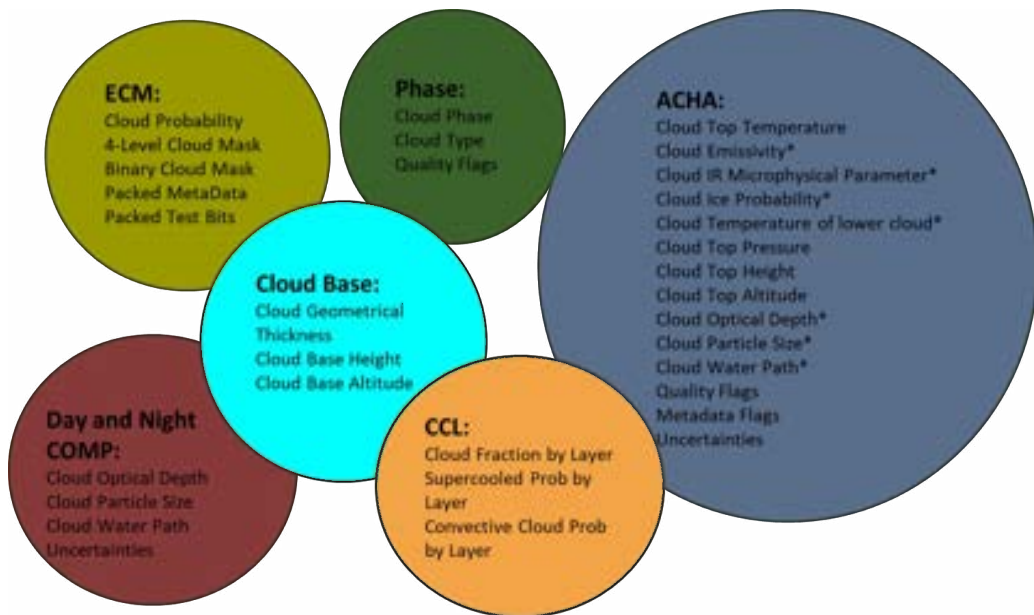 ECM:
Cloud Probability
4-Level Cloud Mask
Binary Cloud Mask
Packed MetaData
Packed Test Bits
Phase:
Cloud Phase
Cloud Type
Quality Flags
ACHA:
Cloud Top Temperature
Cloud Emissivity*
Cloud IR Microphysical Parameter*
Cloud Ice Probability*
Cloud Temperature of lower cloud*
Cloud Top Pressure
Cloud Top Height
Cloud Top Altitude
Cloud Optical Depth*
Cloud Particle Size*
Cloud Water Path*
Quality Flags
Metadata Flags
Uncertainties
Cloud Base:
Cloud Geometrical
Thickness
Cloud Base Height
Cloud Base Altitude
Day and Night
COMP:
Cloud Optical Depth
Cloud Particle Size
Cloud Water Path
Uncertainties
CCL:
Cloud Fraction by Layer
Supercooled Prob by
Layer
Convective Cloud Prob
by Layer